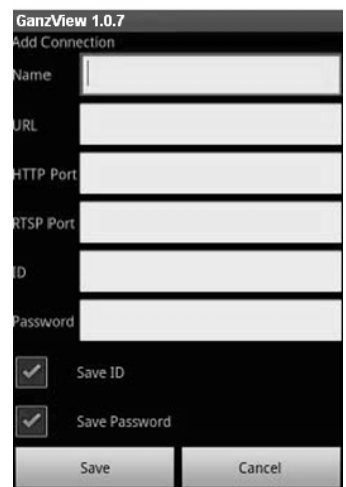 GanzView 1.0.7
Add Connection
Name
URL
HTTP Port
RTSP Port
ID
Password
Save ID
Save Password
Save Cancel